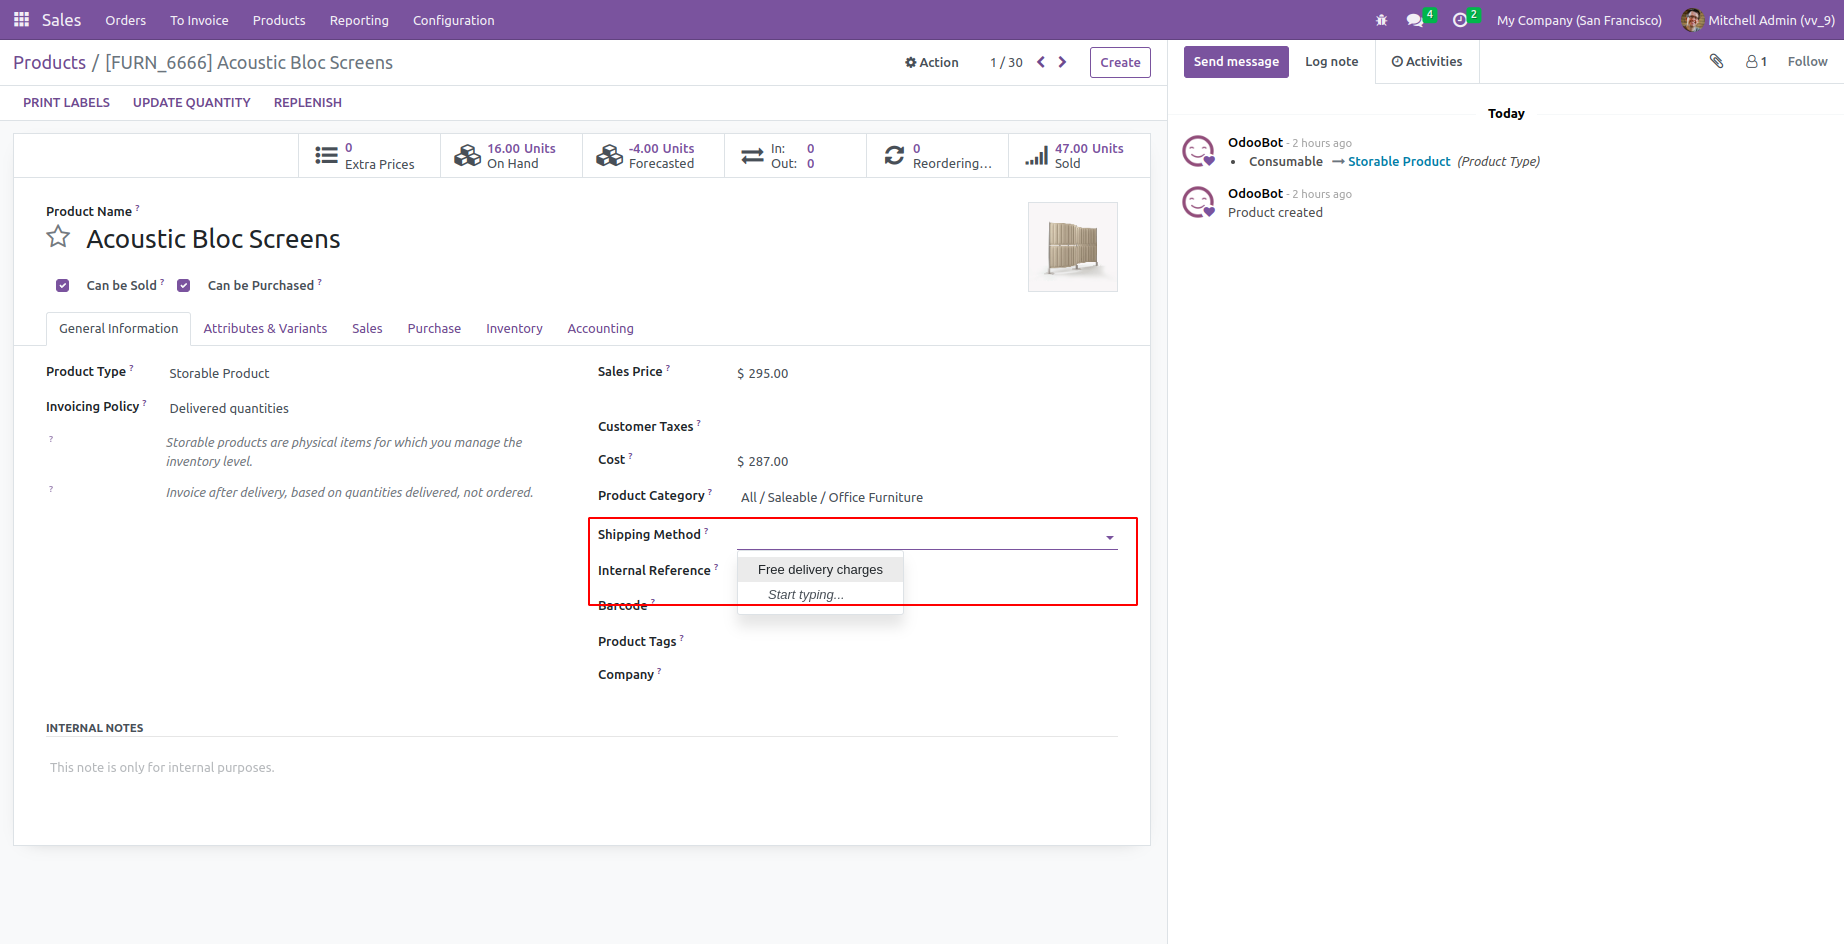 Sales Orders To Invoice Products Reporting Configuration 4 2 My Company (San Francisco) Mitchell Admin (vv_9)
Products / [FURN_6666] Acoustic Bloc Screens Action 1 / 30 Create
PRINT LABELS UPDATE QUANTITY REPLENISH
0
Extra Prices
16.00 Units
On Hand
-4.00 Units
Forecasted
In: 0
Out: 0
0
Reordering...
47.00 Units
Sold
Product Name ?
Acoustic Bloc Screens
Can be Sold ? Can be Purchased ?
General Information Attributes & Variants Sales Purchase Inventory Accounting
Product Type ? Storable Product
Invoicing Policy ? Delivered quantities
? Storable products are physical items for which you manage the
inventory level.
? Invoice after delivery, based on quantities delivered, not ordered.
Sales Price ? $ 295.00
Customer Taxes ?
Cost ? $ 287.00
Product Category ? All / Saleable / Office Furniture
Shipping Method ?
Free delivery charges
Start typing...
Internal Reference ?
Barcode ?
Product Tags ?
Company ?
INTERNAL NOTES
This note is only for internal purposes.
Send message Log note Activities 1 Follow
Today
OdooBot - 2 hours ago
• Consumable → Storable Product (Product Type)
OdooBot - 2 hours ago
Product created